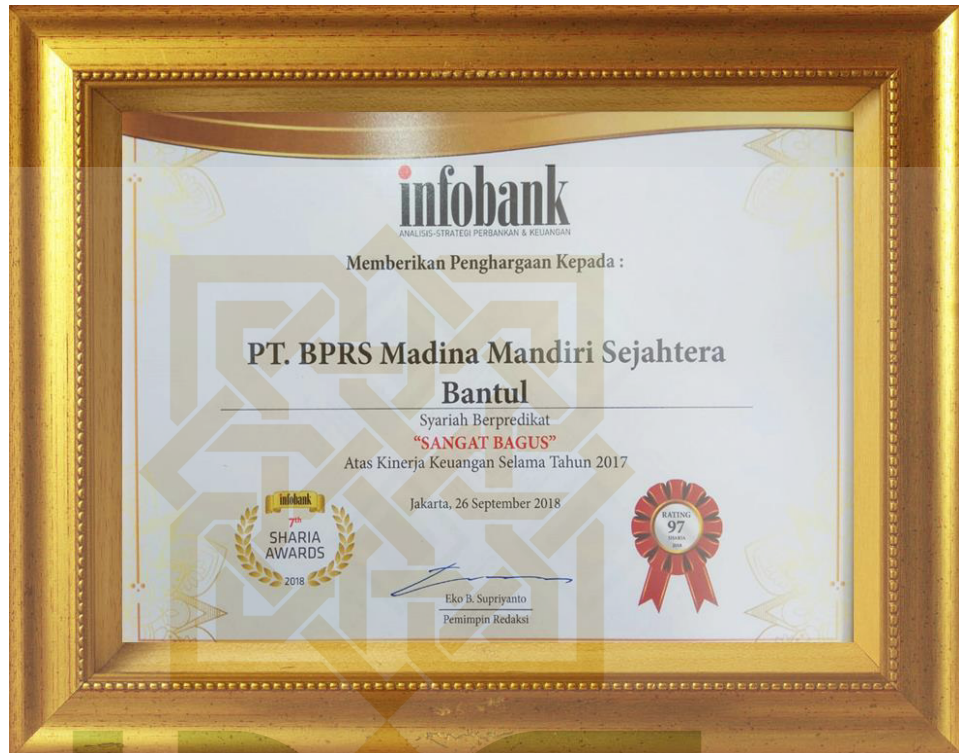 infobank
ANALISIS-STRATEGI PERBANKAN & KEUANGAN
Memberikan Penghargaan Kepada :
PT. BPRS Madina Mandiri Sejahtera
Bantul
Syariah Berpredikat
“SANGAT BAGUS”
Atas Kinerja Keuangan Selama Tahun 2017
Jakarta, 26 September 2018
infobank
7th
SHARIA
AWARDS
2018
RATING
97
SHARIA
2018
Eko B. Supriyanto
Pemimpin Redaksi